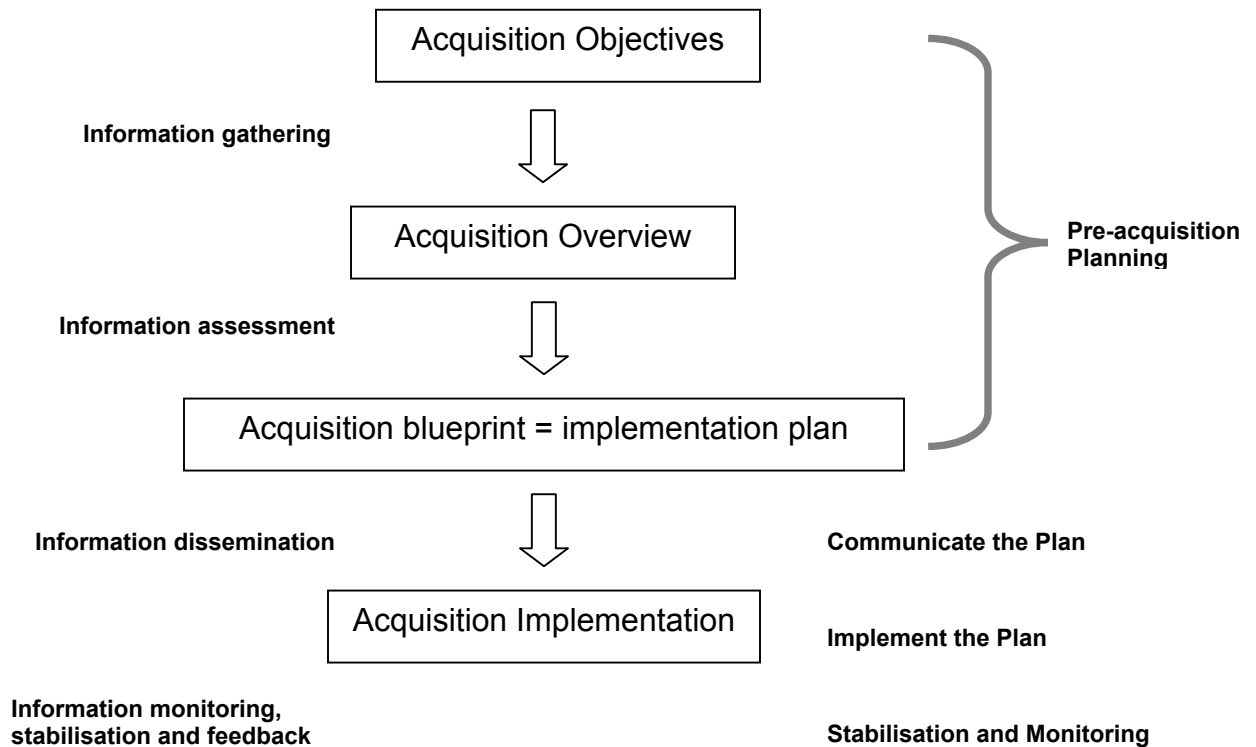 Acquisition Objectives
Information gathering
Acquisition Overview
Pre-acquisition
Planning
Information assessment
Acquisition blueprint = implementation plan
Information dissemination
Communicate the Plan
Acquisition Implementation
Implement the Plan
Information monitoring,
stabilisation and feedback
Stabilisation and Monitoring